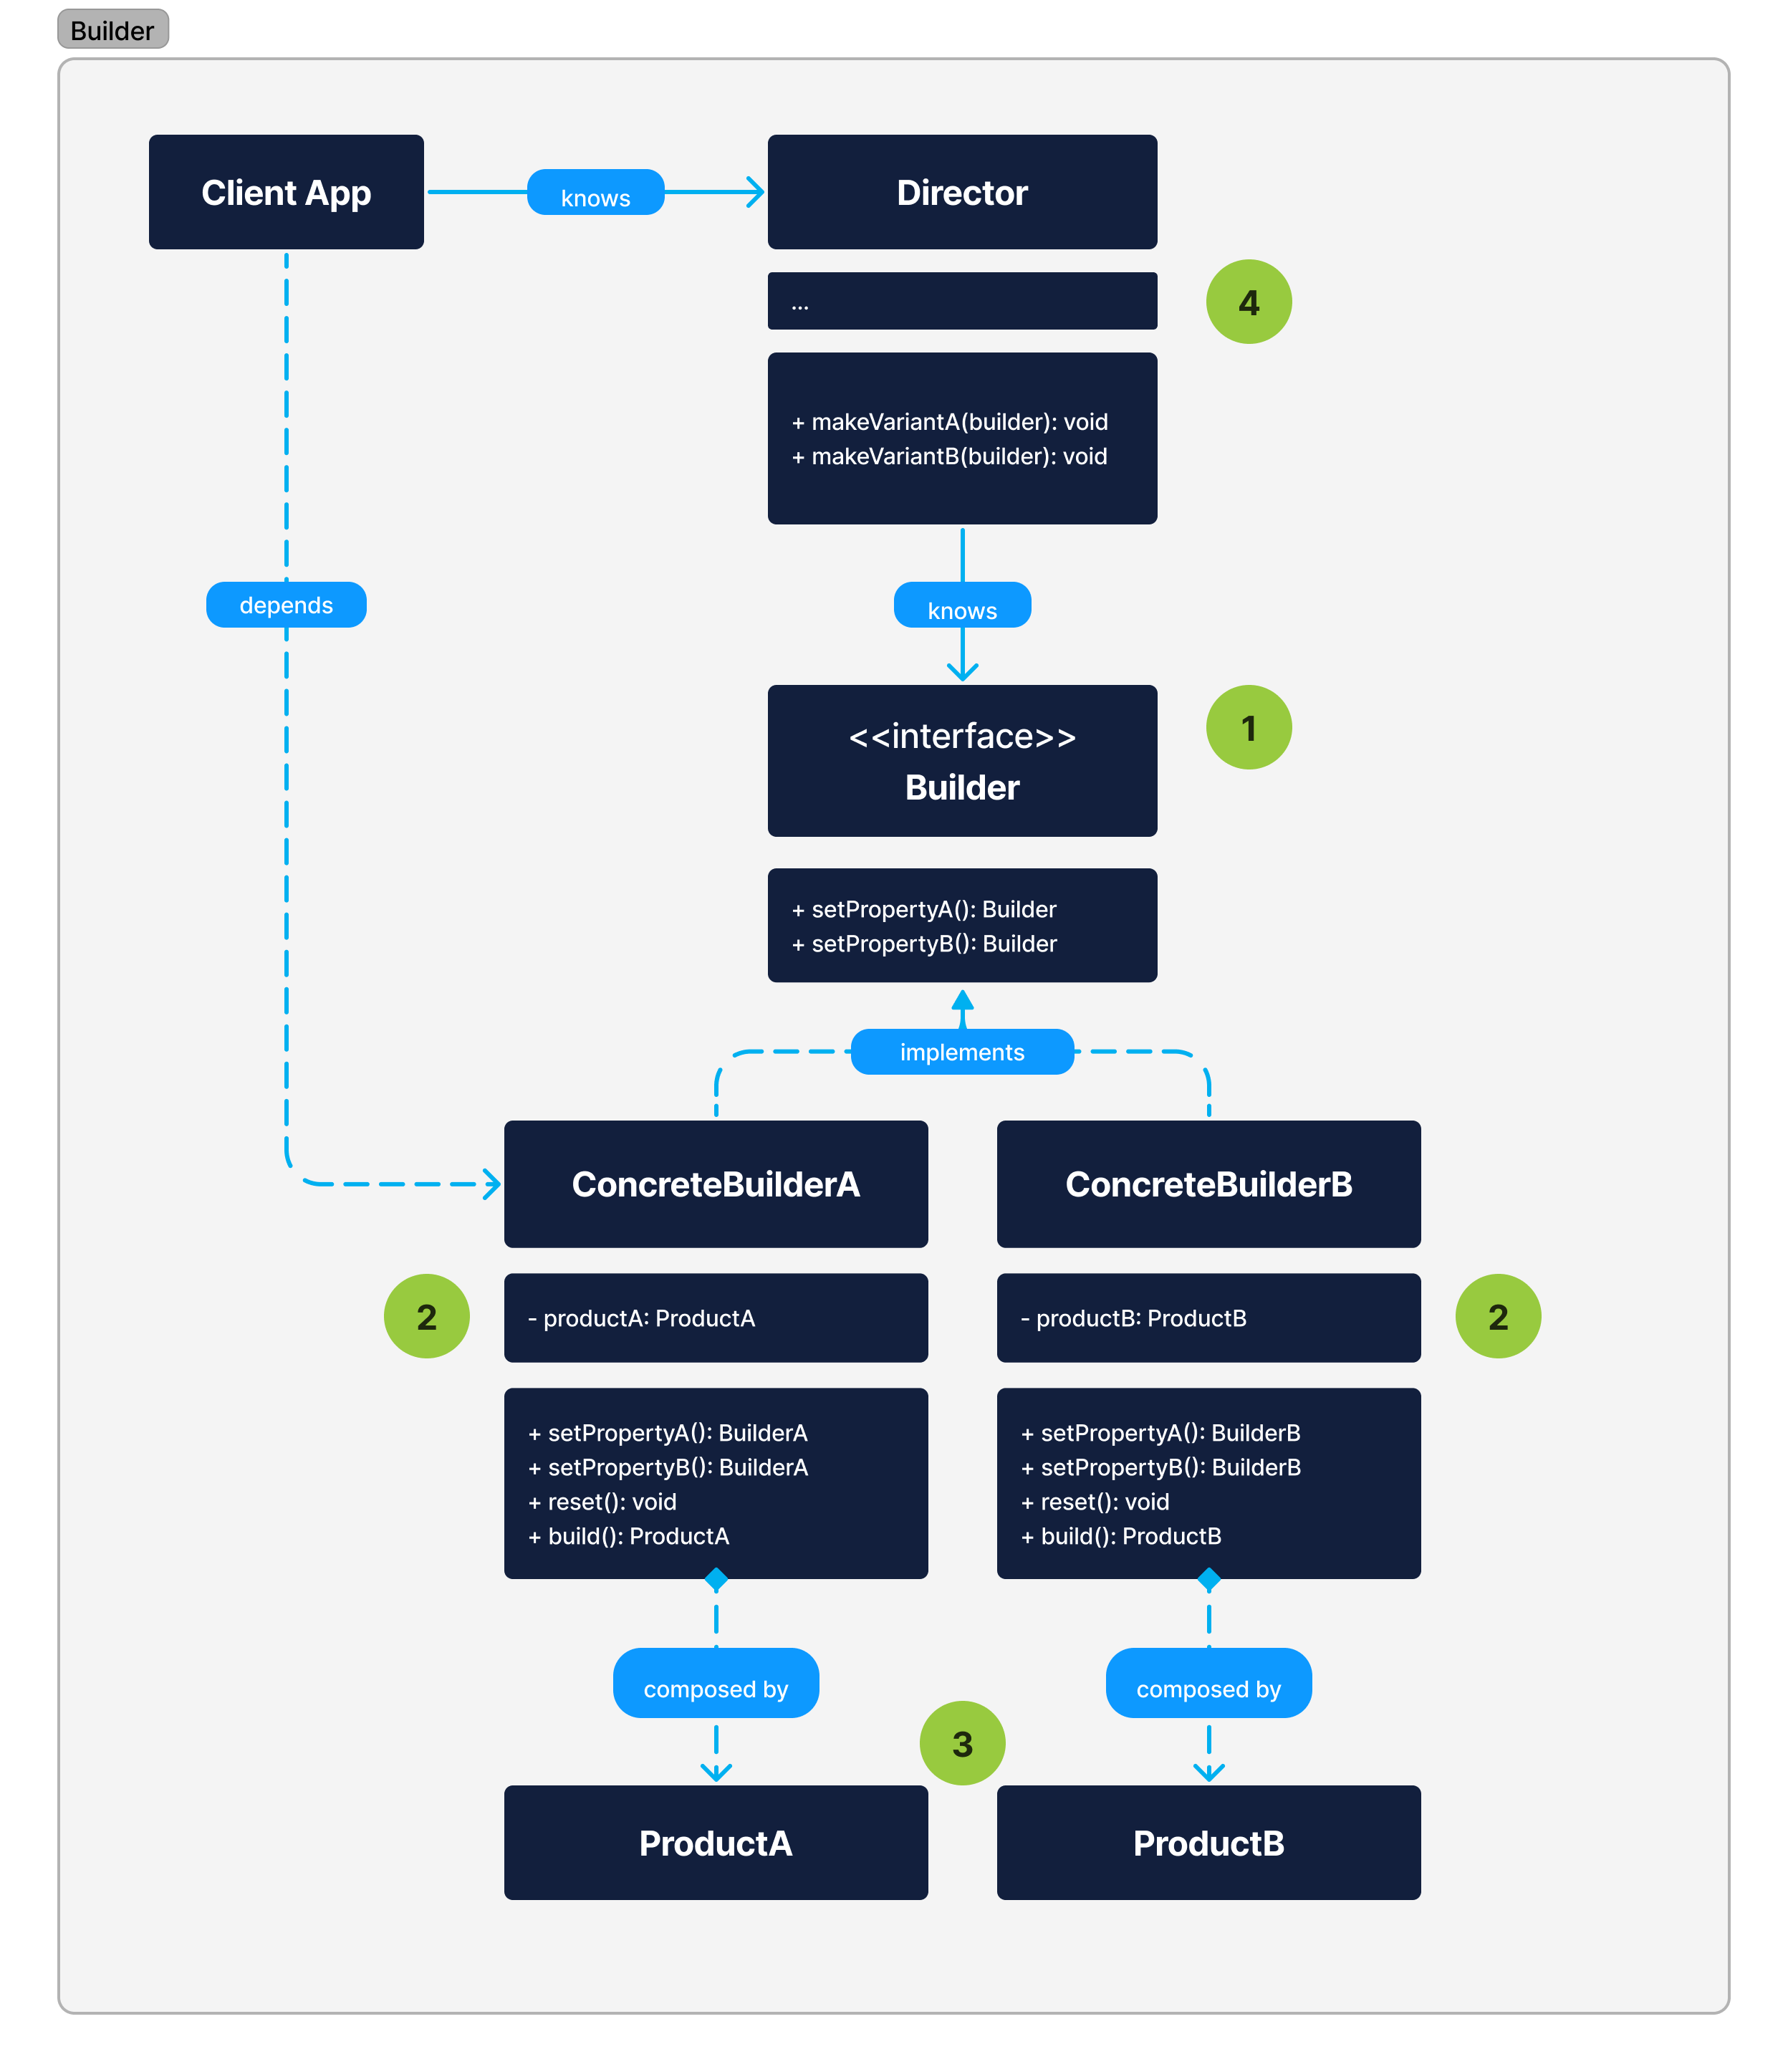 Builder
Client App
knows
Director
...
4
+ makeVariantA(builder): void
+ makeVariantB(builder): void
depends
knows
<<interface>>
Builder
1
+ setPropertyA(): Builder
+ setPropertyB(): Builder
implements
ConcreteBuilderA
ConcreteBuilderB
2
- productA: ProductA
- productB: ProductB
2
+ setPropertyA(): BuilderA
+ setPropertyB(): BuilderA
+ reset(): void
+ build(): ProductA
+ setPropertyA(): BuilderB
+ setPropertyB(): BuilderB
+ reset(): void
+ build(): ProductB
composed by
composed by
3
ProductA
ProductB